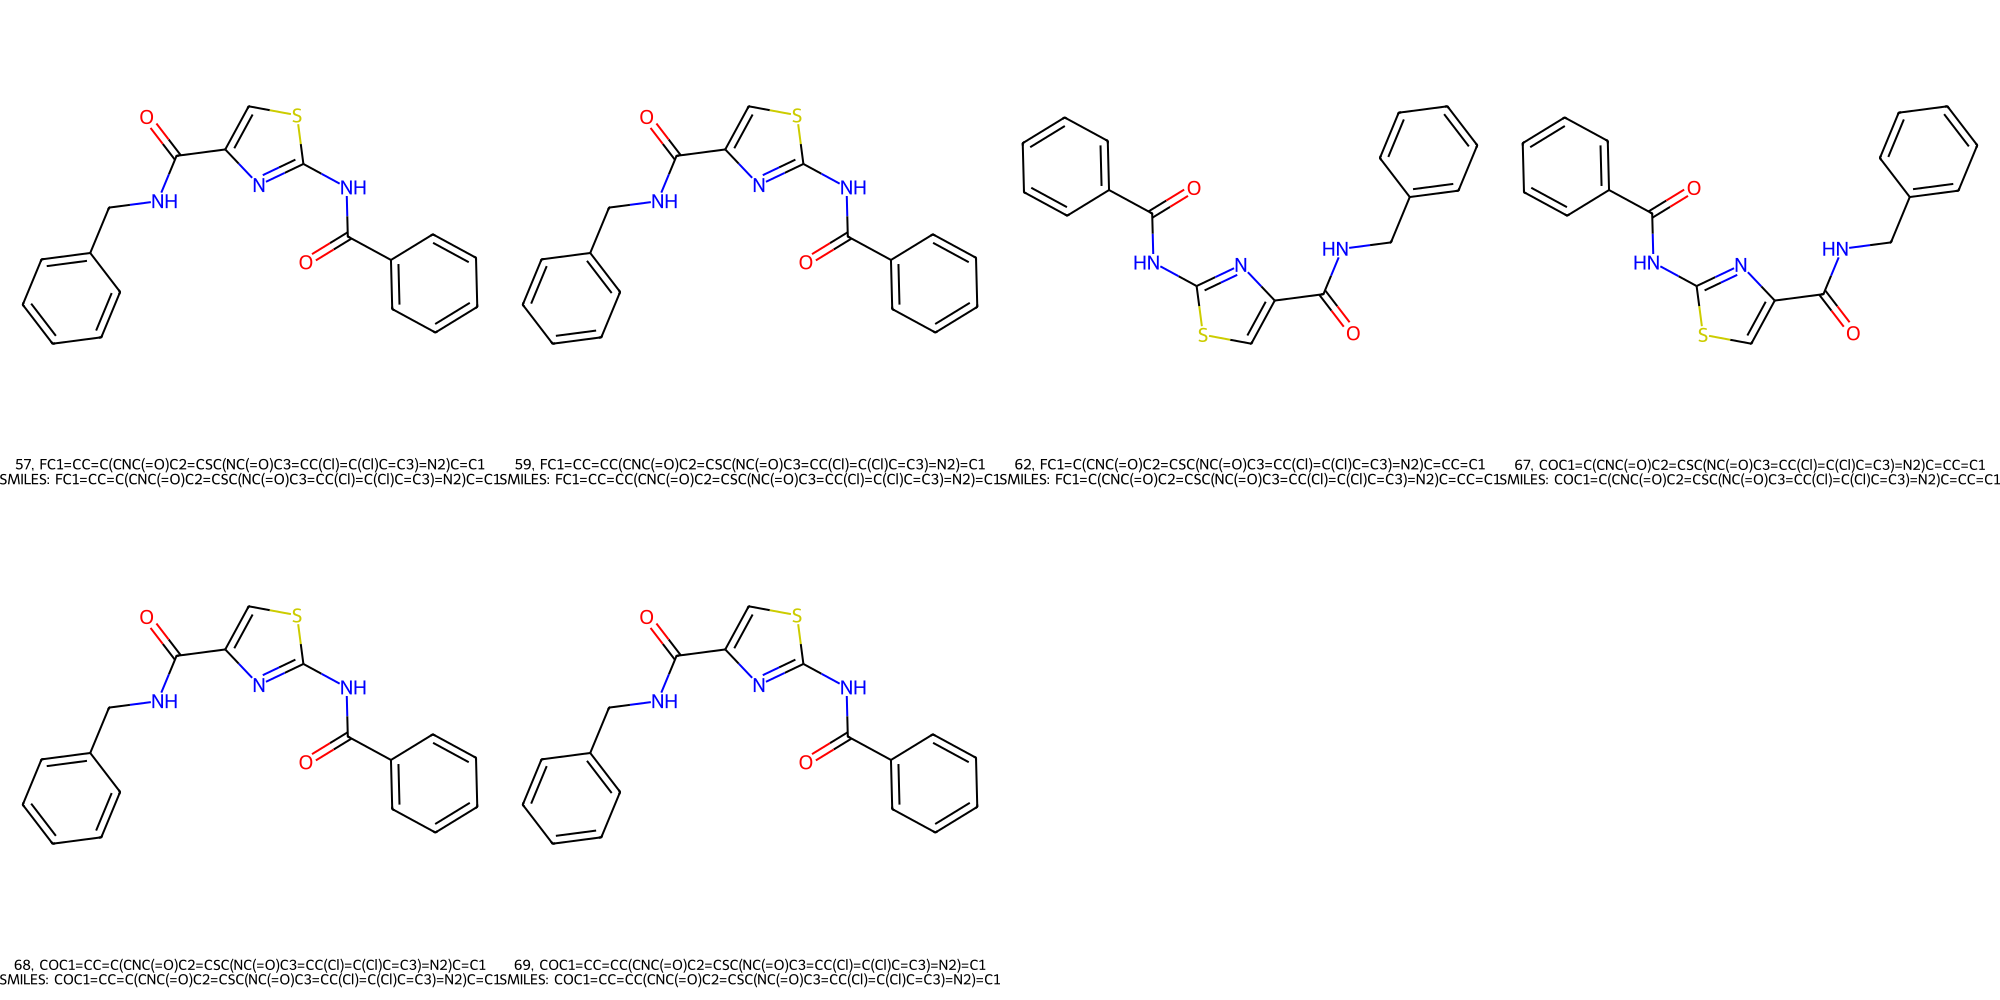 O S N NH NH O
O S N NH NH O
O HN N HN S O
O HN N HN S O
57, FC1=CC=C(CNC(=O)C2=CSC(NC(=O)C3=CC(Cl)=C(Cl)C=C3)=N2)C=C1
SMILES: FC1=CC=C(CNC(=O)C2=CSC(NC(=O)C3=CC(Cl)=C(Cl)C=C3)=N2)C=C1
59, FC1=CC=CC(CNC(=O)C2=CSC(NC(=O)C3=CC(Cl)=C(Cl)C=C3)=N2)=C1
SMILES: FC1=CC=CC(CNC(=O)C2=CSC(NC(=O)C3=CC(Cl)=C(Cl)C=C3)=N2)=C1
62, FC1=C(CNC(=O)C2=CSC(NC(=O)C3=CC(Cl)=C(Cl)C=C3)=N2)C=CC=C1
SMILES: FC1=C(CNC(=O)C2=CSC(NC(=O)C3=CC(Cl)=C(Cl)C=C3)=N2)C=CC=C1
67, COC1=C(CNC(=O)C2=CSC(NC(=O)C3=CC(Cl)=C(Cl)C=C3)=N2)C=CC=C1
SMILES: COC1=C(CNC(=O)C2=CSC(NC(=O)C3=CC(Cl)=C(Cl)C=C3)=N2)C=CC=C1
O S N NH NH O
O S N NH NH O
68, COC1=CC=C(CNC(=O)C2=CSC(NC(=O)C3=CC(Cl)=C(Cl)C=C3)=N2)C=C1
SMILES: COC1=CC=C(CNC(=O)C2=CSC(NC(=O)C3=CC(Cl)=C(Cl)C=C3)=N2)C=C1
69, COC1=CC=CC(CNC(=O)C2=CSC(NC(=O)C3=CC(Cl)=C(Cl)C=C3)=N2)=C1
SMILES: COC1=CC=CC(CNC(=O)C2=CSC(NC(=O)C3=CC(Cl)=C(Cl)C=C3)=N2)=C1